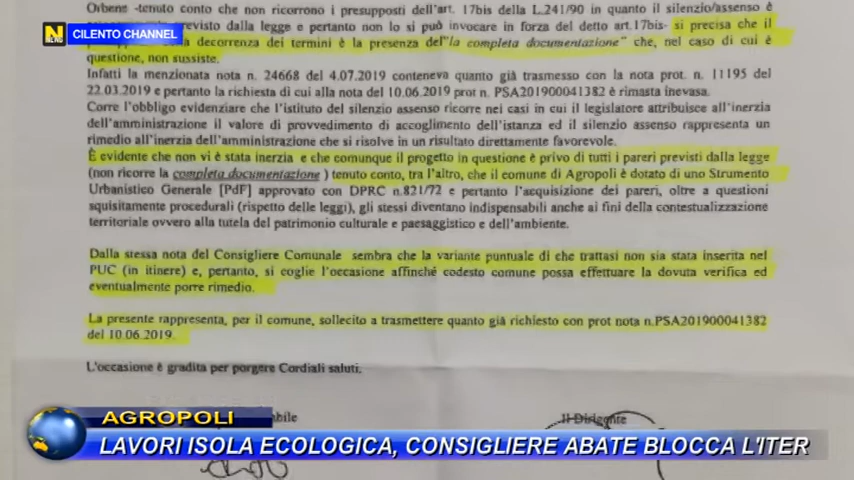 Orbene -tenuto conto che non ricorrono i presupposti dell'art. 17bis della L.241/90 in quanto il silenzio/assenso è
previsto dalla legge e pertanto non lo si può invocare in forza del detto art.17bis- si precisa che il
N
CILENTO CHANNEL
decorrenza dei termini è la presenza del"la completa documentazione" che, nel caso di cui è
questione, non sussiste.
Infatti la menzionata nota n. 24668 del 4.07.2019 conteneva quanto già trasmesso con la nota prot. n. 11195 del
22.03.2019 e pertanto la richiesta di cui alla nota del 10.06.2019 prot n. PSA201900041382 è rimasta inevasa.
Corre l'obbligo evidenziare che l'istituto del silenzio assenso ricorre nei casi in cui il legislatore attribuisce all'inerzia
dell'amministrazione il valore di provvedimento di accoglimento dell'istanza ed il silenzio assenso rappresenta un
rimedio all'inerzia dell'amministrazione che si risolve in un risultato direttamente favorevole.
È evidente che non vi è stata inerzia e che comunque il progetto in questione è privo di tutti i pareri previsti dalla legge
(non ricorre la completa documentazione ) tenuto conto, tra l'altro, che il comune di Agropoli è dotato di uno Strumento
Urbanistico Generale [PdF] approvato con DPRC n.821/72 e pertanto l'acquisizione dei pareri, oltre a questioni
squisitamente procedurali (rispetto delle leggi), gli stessi diventano indispensabili anche ai fini della contestualizzazione
territoriale ovvero alla tutela del patrimonio culturale e paesaggistico e dell'ambiente.
Dalla stessa nota del Consigliere Comunale sembra che la variante puntuale di che trattasi non sia stata inserita nel
PUC (in itinere) e, pertanto, si coglie l'occasione affinché codesto comune possa effettuare la dovuta verifica ed
eventualmente porre rimedio.
La presente rappresenta, per il comune, sollecito a trasmettere quanto già richiesto con prot nota n.PSA201900041382
del 10.06.2019.
L'occasione è gradita per porgere Cordiali saluti.
Il Dirigente
AGROPOLI
LAVORI ISOLA ECOLOGICA, CONSIGLIERE ABATE BLOCCA L'ITER